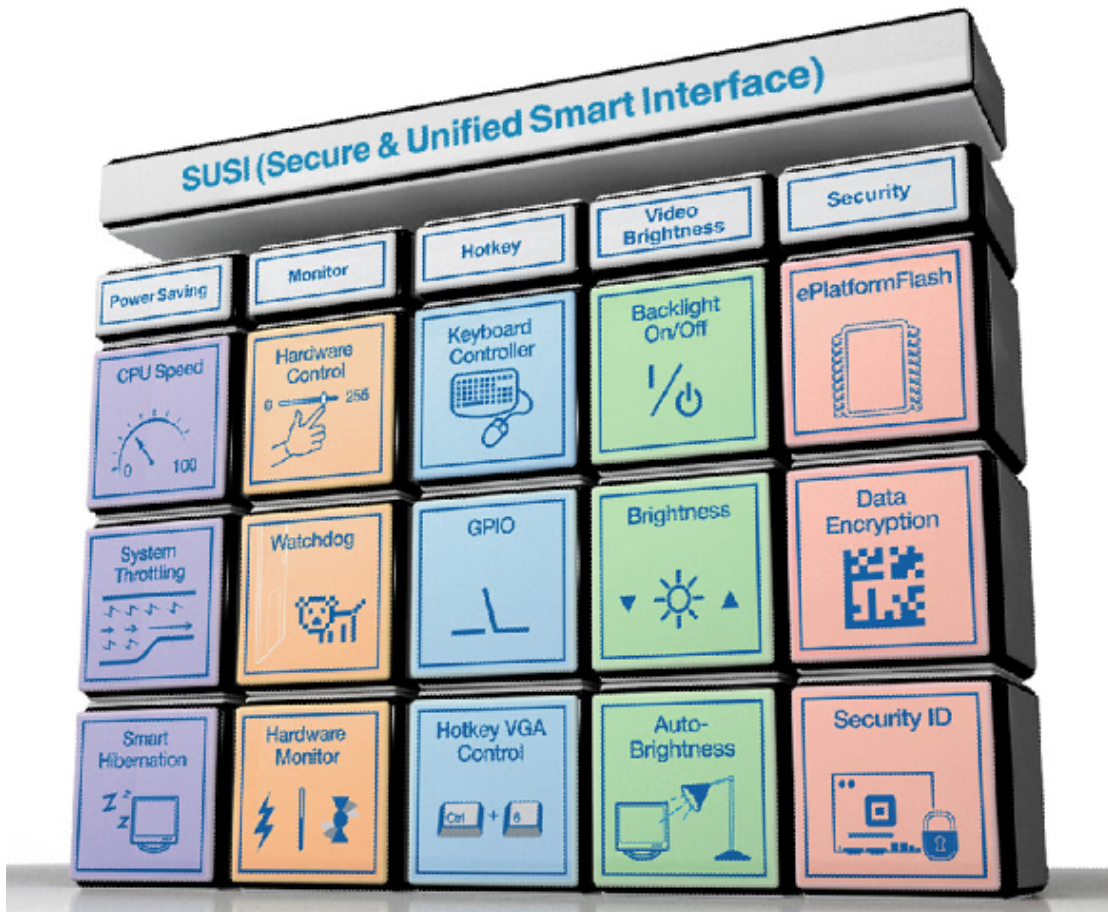 SUSI (Secure & Unified Smart Interface)
Power Saving
Monitor
Hotkey
Video
Brightness
Security
CPU Speed
0 100
Hardware
Control
0 255
Keyboard
Controller
Backlight
On/Off
ePlatformFlash
System
Throttling
Watchdog
GPIO
Brightness
Data
Encryption
Smart
Hibernation
Z z
z
Hardware
Monitor
Hotkey VGA
Control
Ctrl + 6
Auto-
Brightness
Security ID